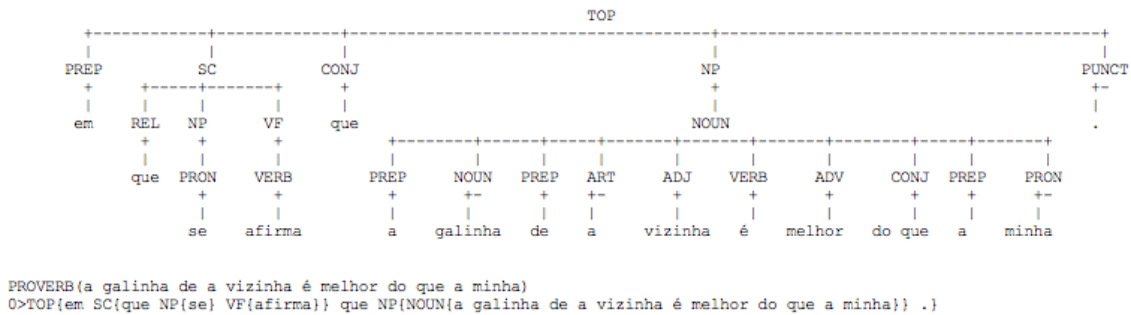 TOP
PREP SC CONJ NP PUNCT
em REL NP VF que NOUN .
que PRON VERB PREP NOUN PREP ART ADJ VERB ADV CONJ PREP PRON
se afirma a galinha de a vizinha é melhor do que a minha
PROVERB(a galinha de a vizinha é melhor do que a minha)
0>TOP{em SC{que NP{se} VF{afirma}} que NP{NOUN{a galinha de a vizinha é melhor do que a minha}} .}